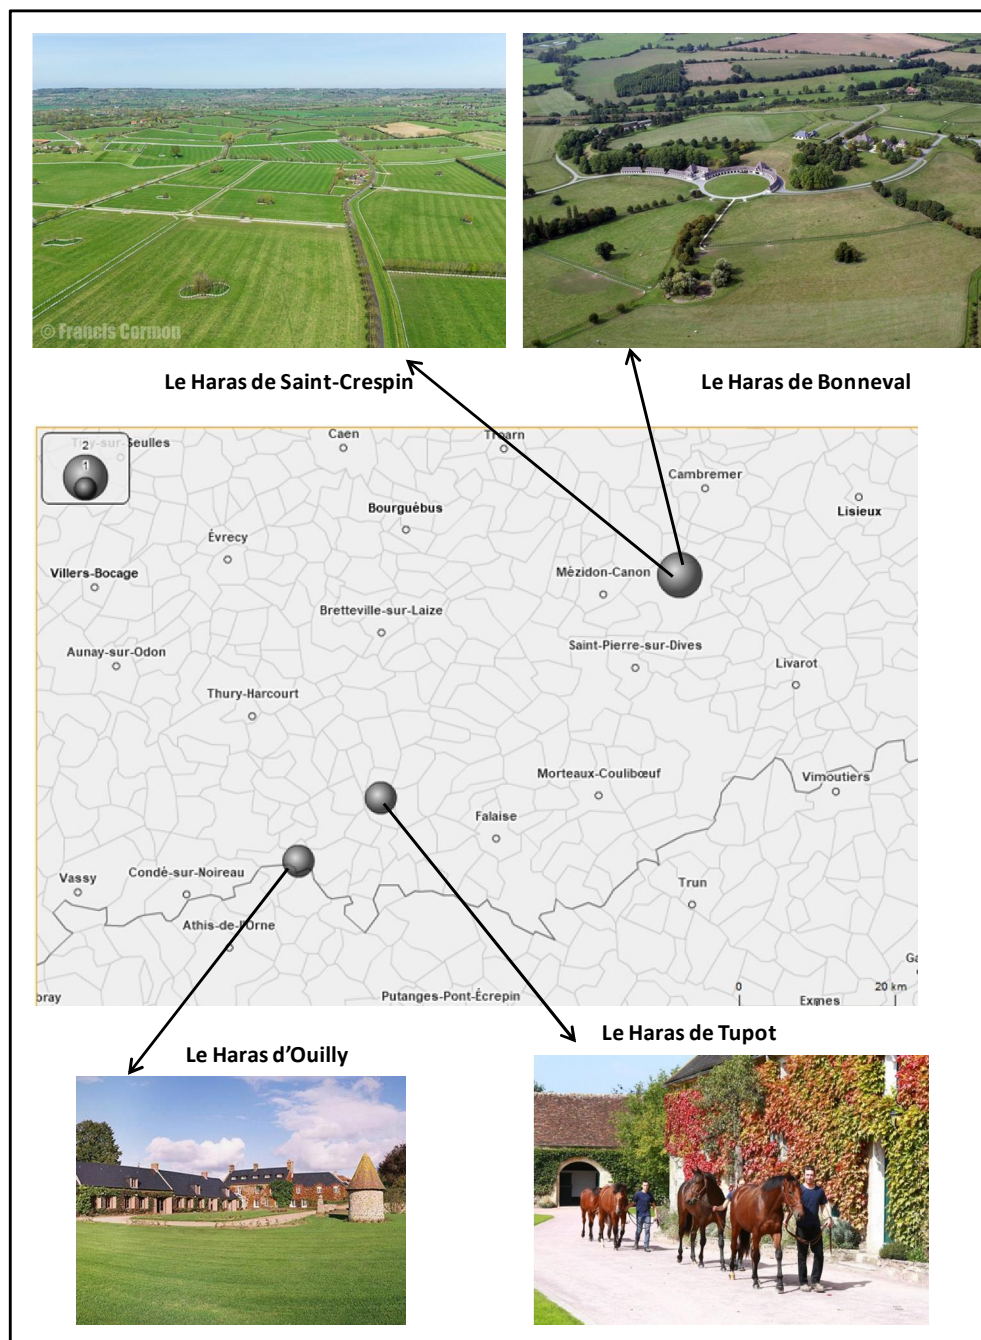 © Francis Cormon
Le Haras de Saint-Crespin
Le Haras de Bonneval
2
1
Caen
Troarn
Cambremer
Lisieux
Bourguébus
Évrecy
Villers-Bocage
Mézidon-Canon
Bretteville-sur-Laize
Aunay-sur-Odon
Saint-Pierre-sur-Dives
Livarot
Thury-Harcourt
Morteaux-Coulibœuf
Vimoutiers
Falaise
Condé-sur-Noireau
Vassy
Trun
Athis-de-l'Orne
Putanges-Pont-Écrepin
0
20 km
Exmes
Le Haras d’Ouilly
Le Haras de Tupot